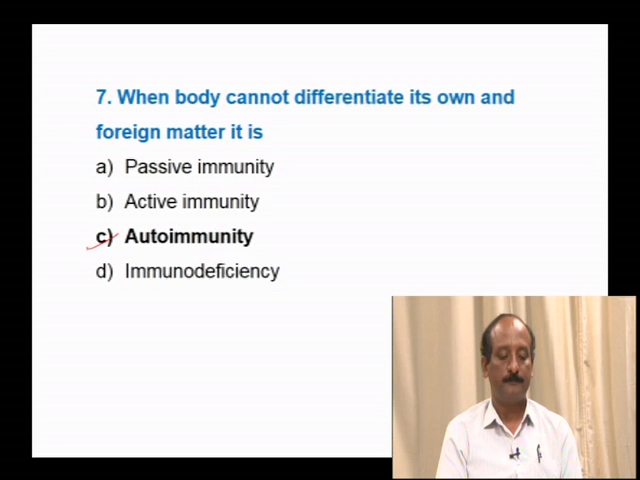 7. When body cannot differentiate its own and
foreign matter it is
a) Passive immunity
b) Active immunity
c) Autoimmunity
d) Immunodeficiency